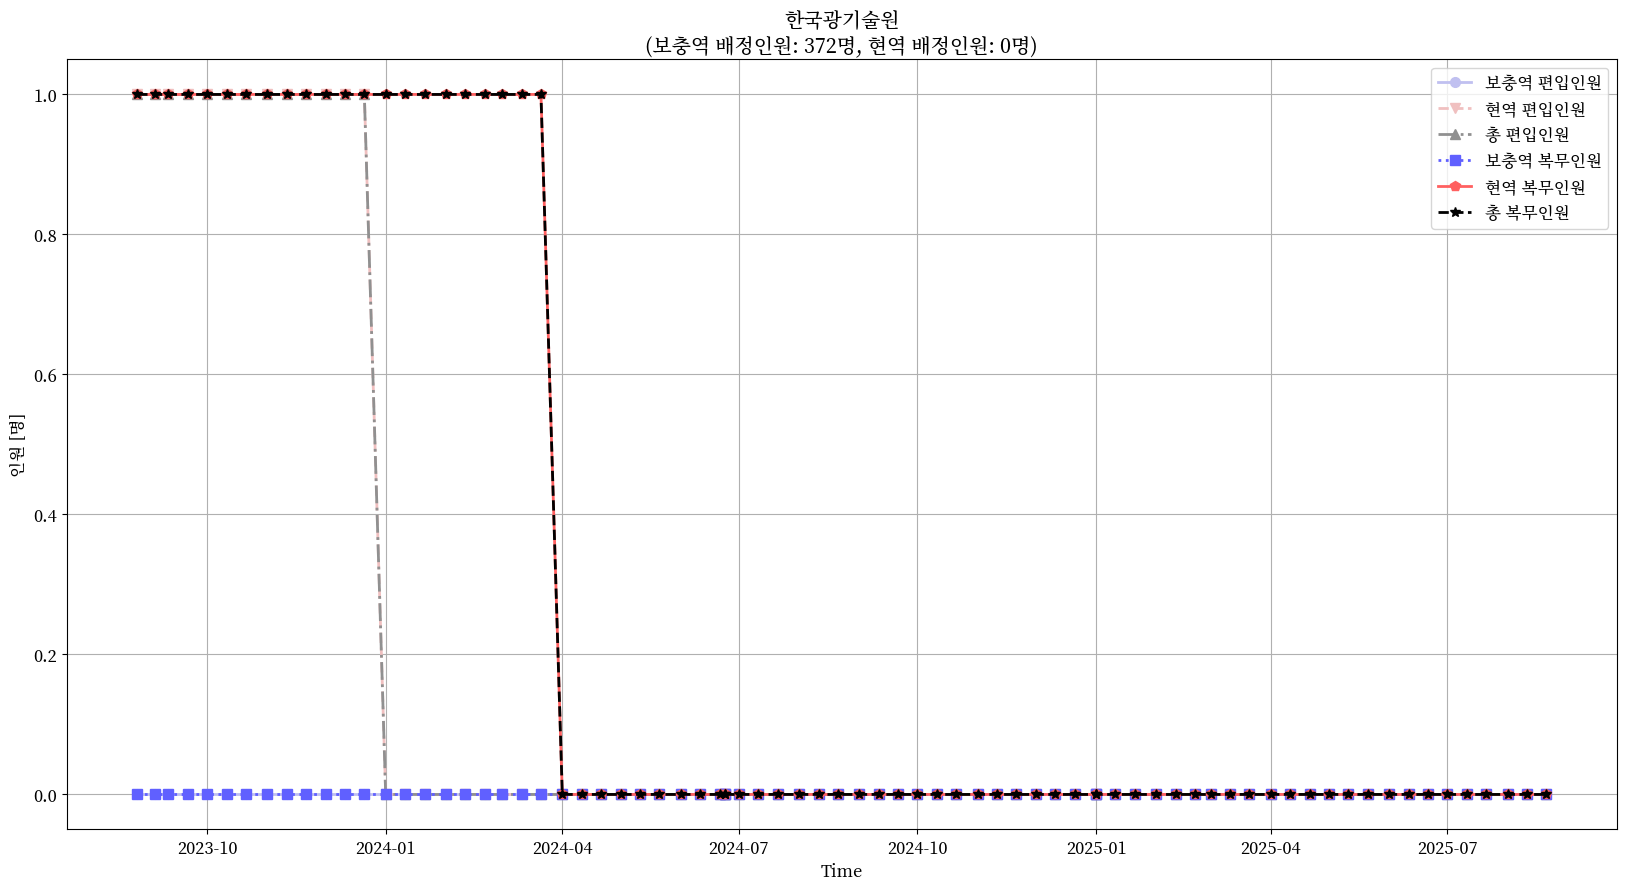 한국광기술원
(보충역 배정인원: 372명, 현역 배정인원: 0명)
보충역 편입인원
현역 편입인원
총 편입인원
보충역 복무인원
현역 복무인원
총 복무인원
인원 [명]
1.0
0.8
0.6
0.4
0.2
0.0
2023-10
2024-01
2024-04
2024-07
2024-10
2025-01
2025-04
2025-07
Time